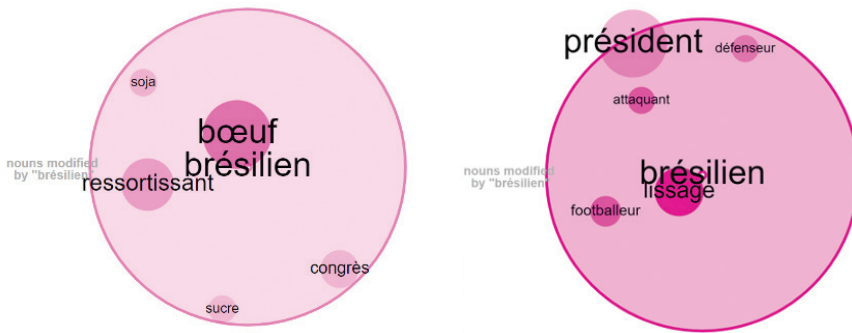 soja
bœuf
brésilien
nouns modified
by "brésilien"
ressortissant
congrès
sucre
président
défenseur
attaquant
brésilien
lissage
nouns modified
by "brésilien"
footballeur